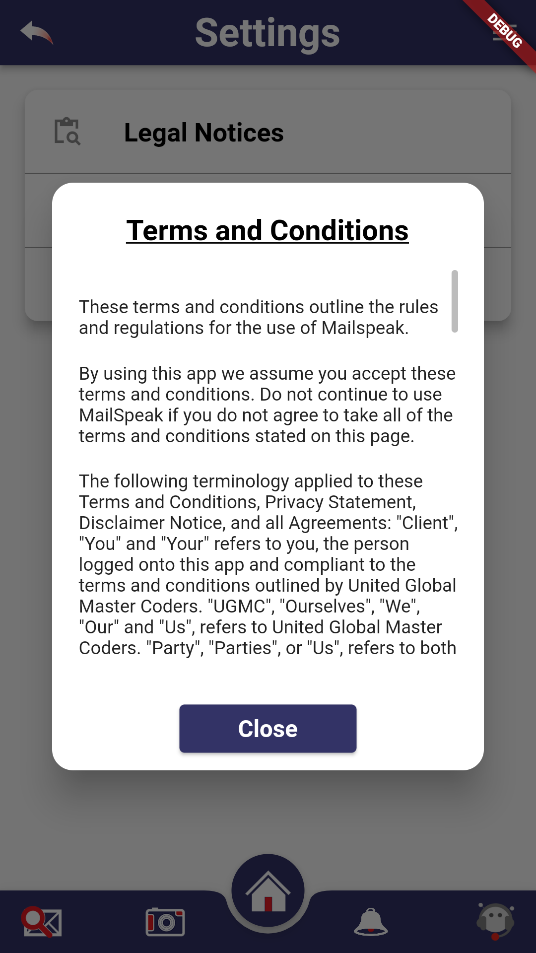 Settings
DEBUG
Legal Notices
Terms and Conditions
These terms and conditions outline the rules
and regulations for the use of Mailspeak.
By using this app we assume you accept these
terms and conditions. Do not continue to use
MailSpeak if you do not agree to take all of the
terms and conditions stated on this page.
The following terminology applied to these
Terms and Conditions, Privacy Statement,
Disclaimer Notice, and all Agreements: "Client",
"You" and "Your" refers to you, the person
logged onto this app and compliant to the
terms and conditions outlined by United Global
Master Coders. "UGMC", "Ourselves", "We",
"Our" and "Us", refers to United Global Master
Coders. "Party", "Parties", or "Us", refers to both
Close